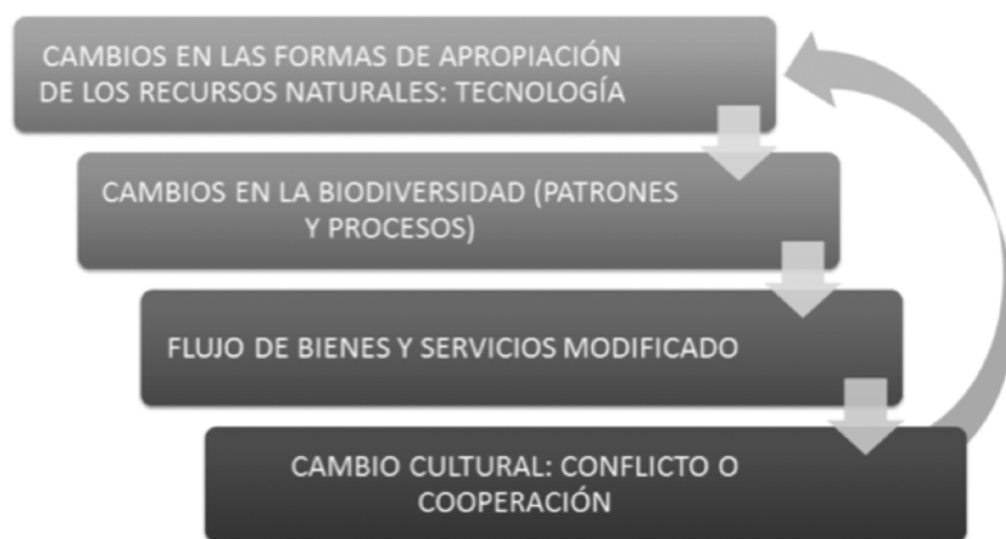 CAMBIOS EN LAS FORMAS DE APROPIACIÓN
DE LOS RECURSOS NATURALES: TECNOLOGÍA
CAMBIOS EN LA BIODIVERSIDAD (PATRONES
Y PROCESOS)
FLUJO DE BIENES Y SERVICIOS MODIFICADO
CAMBIO CULTURAL: CONFLICTO O
COOPERACIÓN